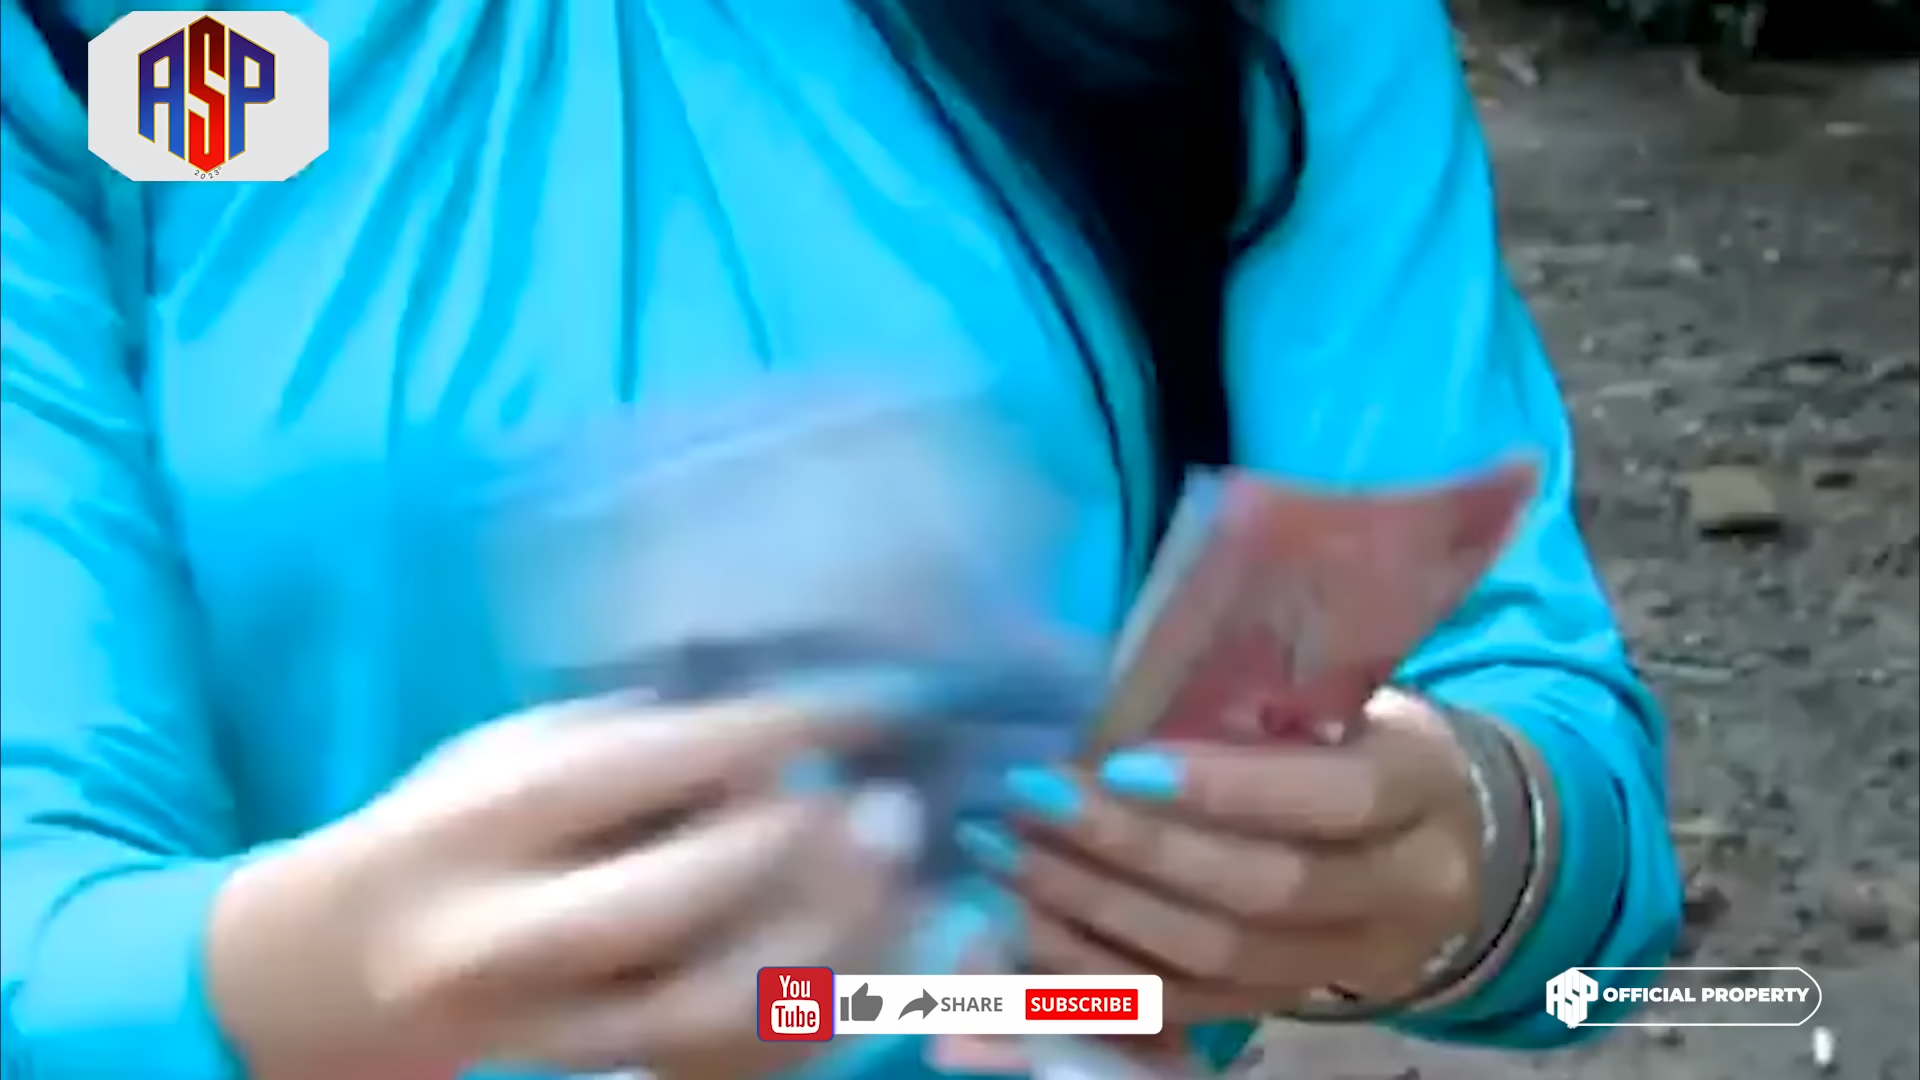 ASP
2023
You
Tube
SHARE
SUBSCRIBE
ASP OFFICIAL PROPERTY